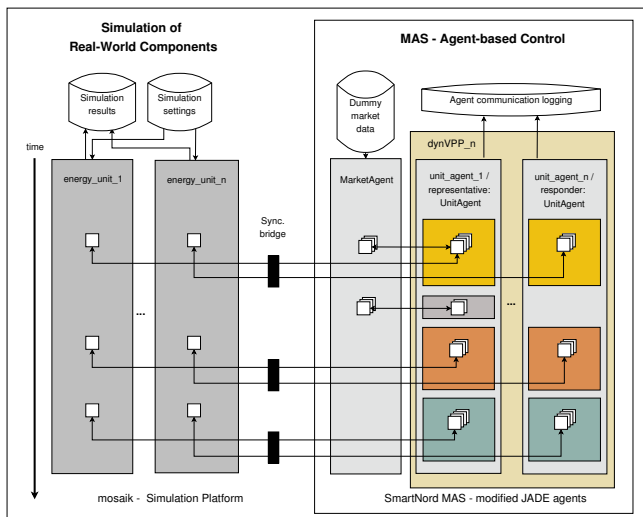 Simulation of
Real-World Components
MAS - Agent-based Control
Simulation
results
Simulation
settings
Dummy
market
data
Agent communication logging
time
dynVPP_n
energy_unit_1
energy_unit_n
MarketAgent
unit_agent_1 /
representative:
UnitAgent
unit_agent_n /
responder:
UnitAgent
Sync.
bridge
...
...
mosaik - Simulation Platform
SmartNord MAS - modified JADE agents